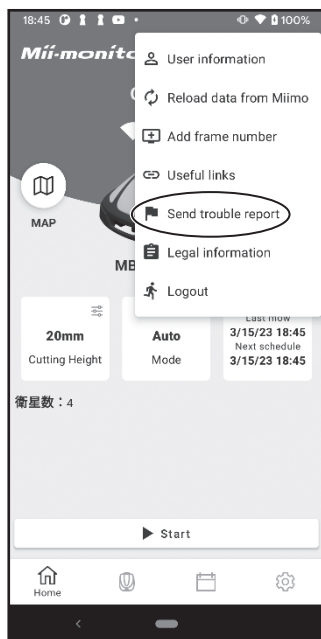 18:45
100%
Mii-monito
User information
Reload data from Miimo
Add frame number
Useful links
Send trouble report
Legal information
Logout
MAP
MB
20mm
Cutting Height
Auto
Mode
Last mow
3/15/23 18:45
Next schedule
3/15/23 18:45
衛星数：4
Start
Home